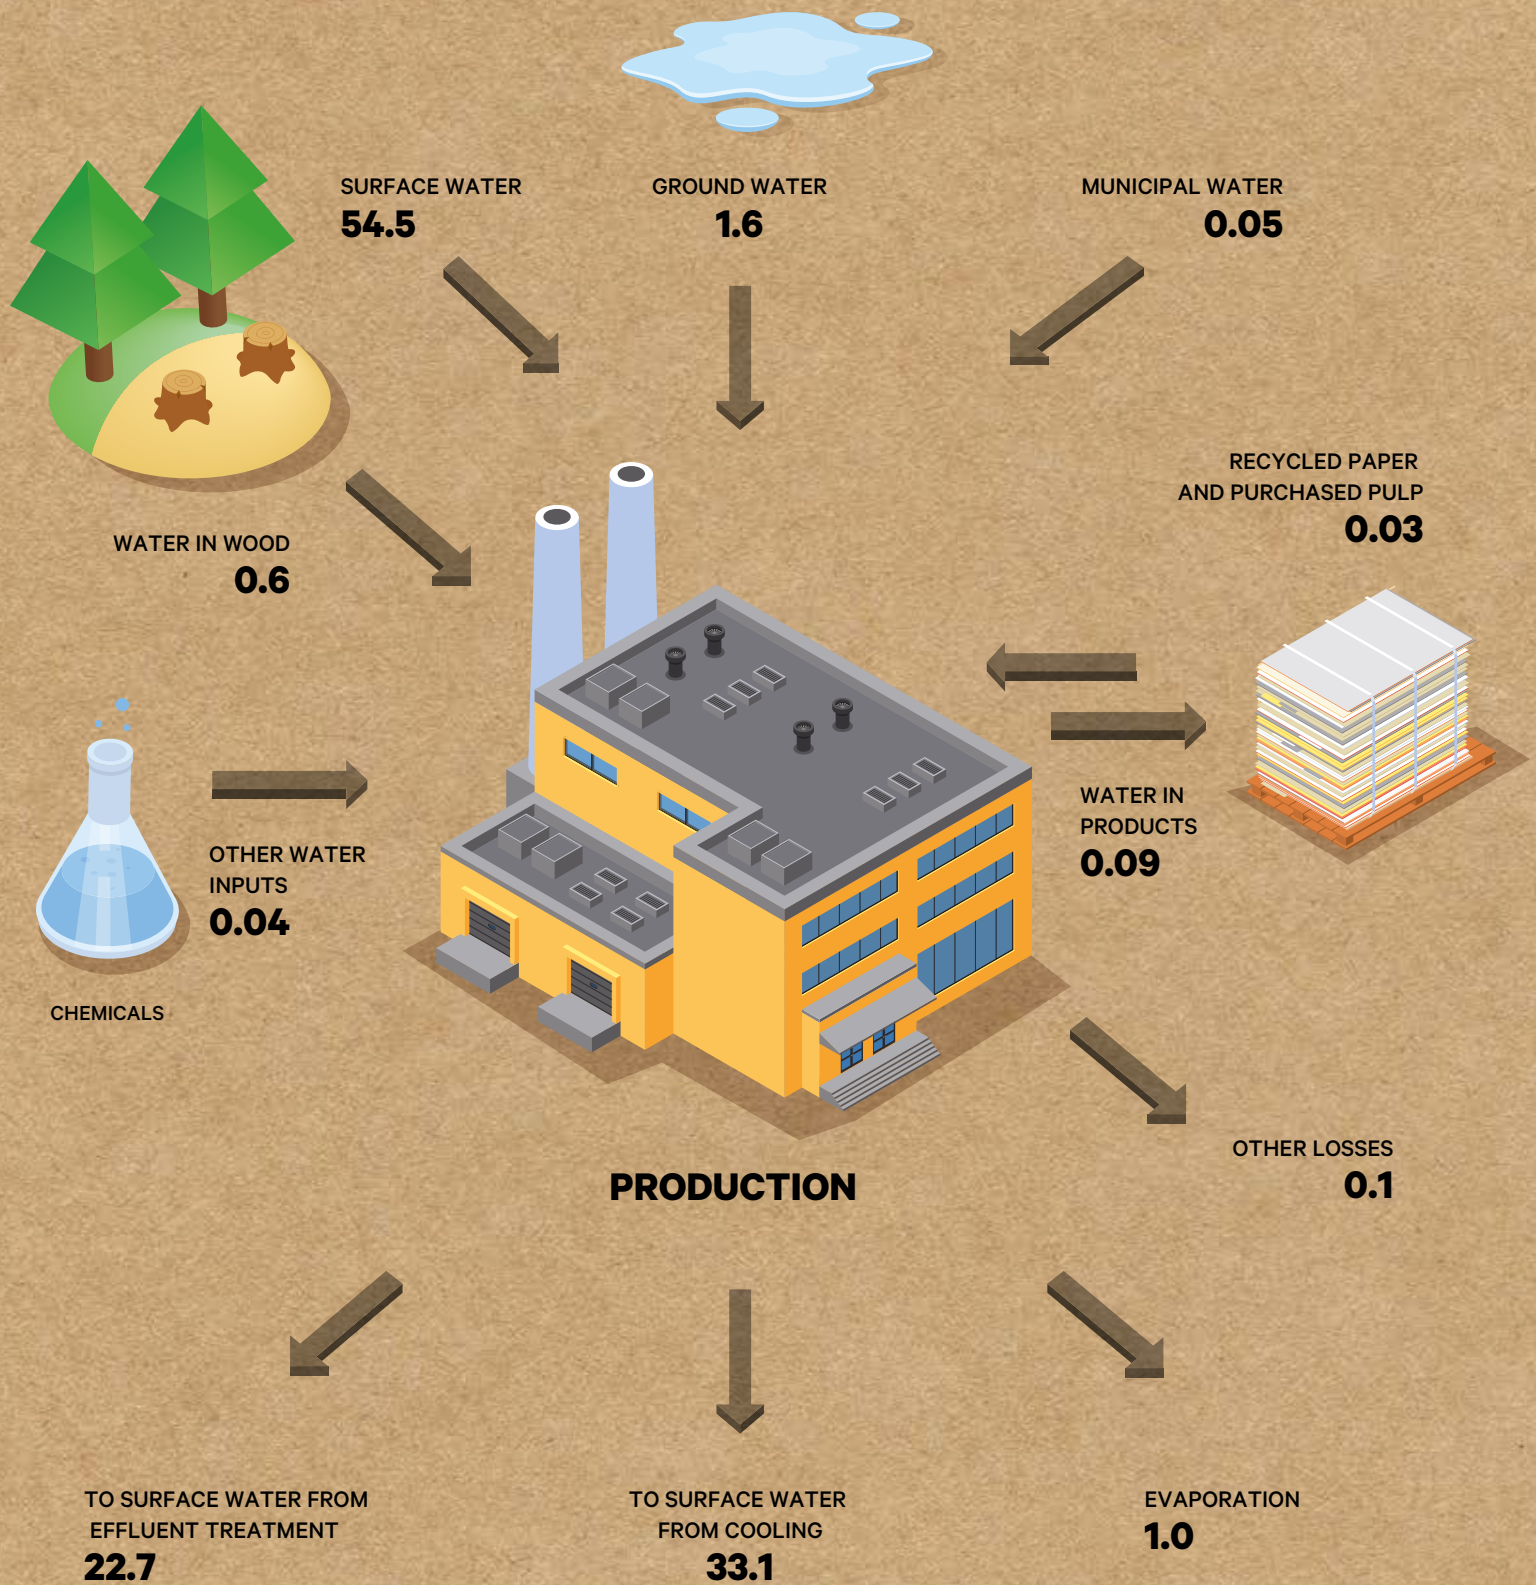 SURFACE WATER
54.5
GROUND WATER
1.6
MUNICIPAL WATER
0.05
RECYCLED PAPER
AND PURCHASED PULP
0.03
WATER IN WOOD
0.6
WATER IN
PRODUCTS
0.09
OTHER WATER
INPUTS
0.04
CHEMICALS
OTHER LOSSES
0.1
PRODUCTION
TO SURFACE WATER FROM
EFFLUENT TREATMENT
22.7
TO SURFACE WATER
FROM COOLING
33.1
EVAPORATION
1.0